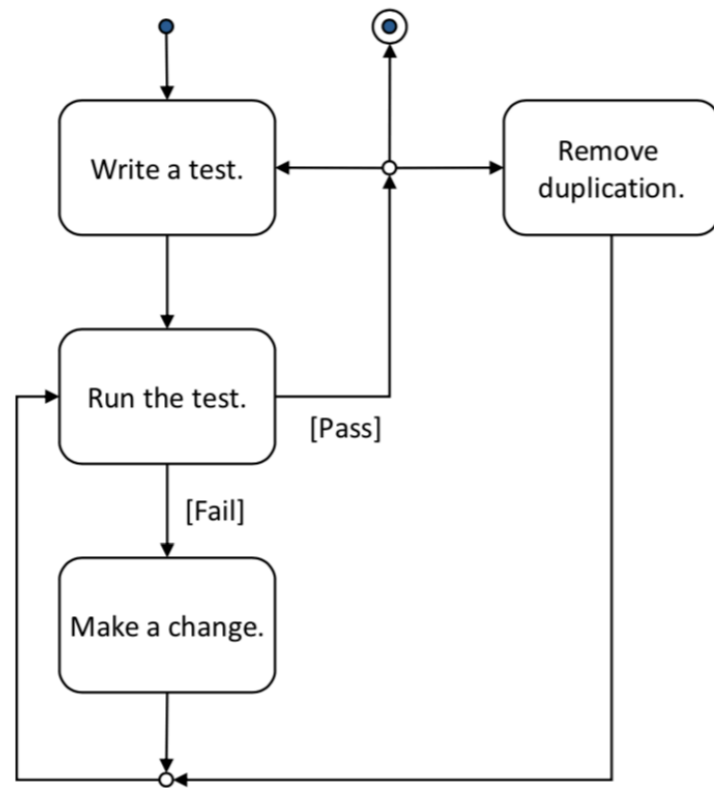 Write a test.
Remove
duplication.
Run the test.
[Pass]
[Fail]
Make a change.